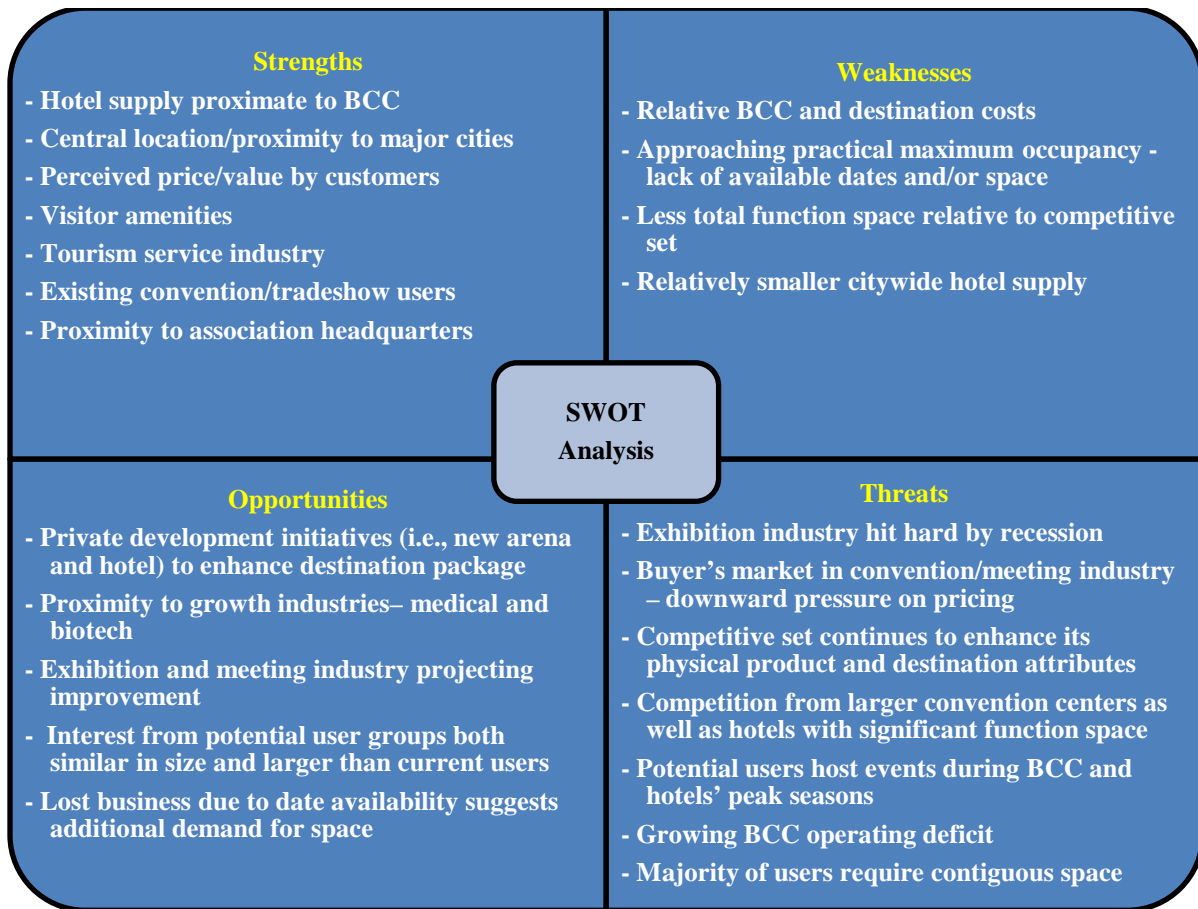 Strengths
- Hotel supply proximate to BCC
- Central location/proximity to major cities
- Perceived price/value by customers
- Visitor amenities
- Tourism service industry
- Existing convention/tradeshow users
- Proximity to association headquarters
Weaknesses
- Relative BCC and destination costs
- Approaching practical maximum occupancy -
lack of available dates and/or space
- Less total function space relative to competitive
set
- Relatively smaller citywide hotel supply
SWOT
Analysis
Opportunities
- Private development initiatives (i.e., new arena
and hotel) to enhance destination package
- Proximity to growth industries– medical and
biotech
- Exhibition and meeting industry projecting
improvement
- Interest from potential user groups both
similar in size and larger than current users
- Lost business due to date availability suggests
additional demand for space
Threats
- Exhibition industry hit hard by recession
- Buyer’s market in convention/meeting industry
– downward pressure on pricing
- Competitive set continues to enhance its
physical product and destination attributes
- Competition from larger convention centers as
well as hotels with significant function space
- Potential users host events during BCC and
hotels’ peak seasons
- Growing BCC operating deficit
- Majority of users require contiguous space